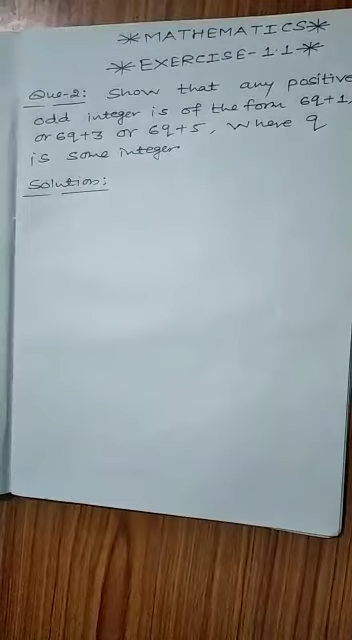 *MATHEMATICS*
*EXERCISE-1.1*
Que-2: Show that any positive
odd integer is of the form 6q+1,
or 6q+3 or 6q+5, Where q
is some integer.
Solution: